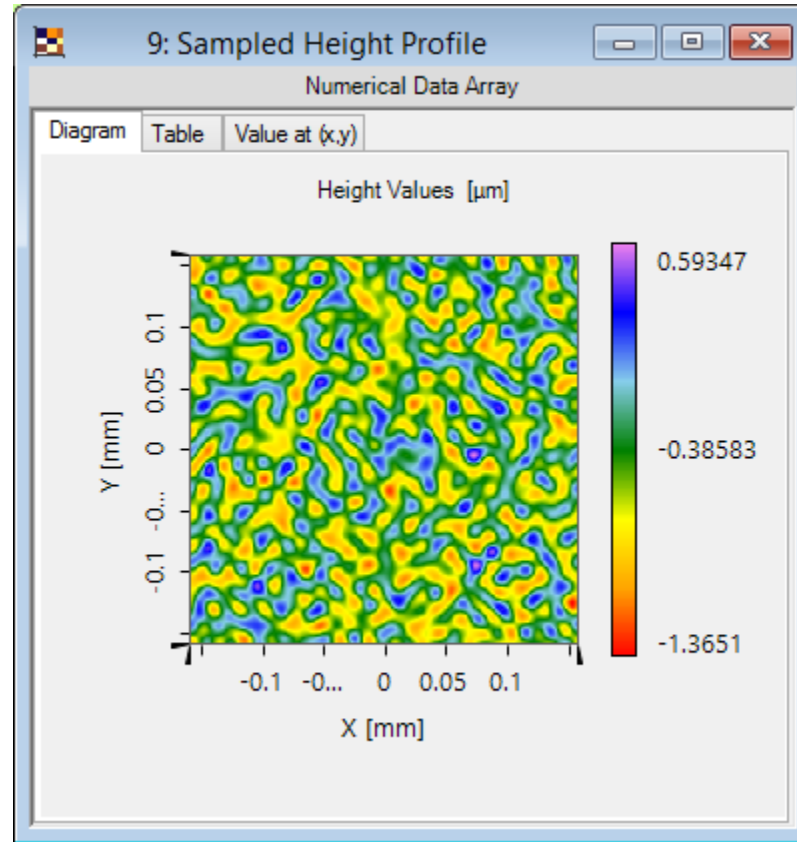 9: Sampled Height Profile
Numerical Data Array
Diagram Table Value at (x,y)
Height Values [µm]
0.59347
-0.38583
-1.3651
Y [mm]
0.1
0.05
0
-0...
-0.1
-0.1 -0... 0 0.05 0.1
X [mm]